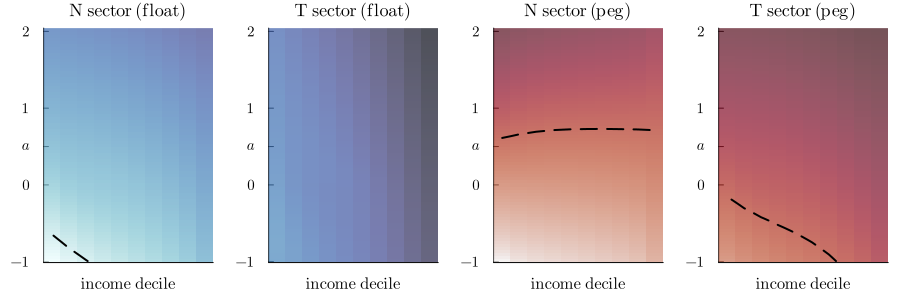 N sector (float)
T sector (float)
N sector (peg)
T sector (peg)
2
1
a
0
−1
income decile
2
1
a
0
−1
income decile
2
1
a
0
−1
income decile
2
1
a
0
−1
income decile